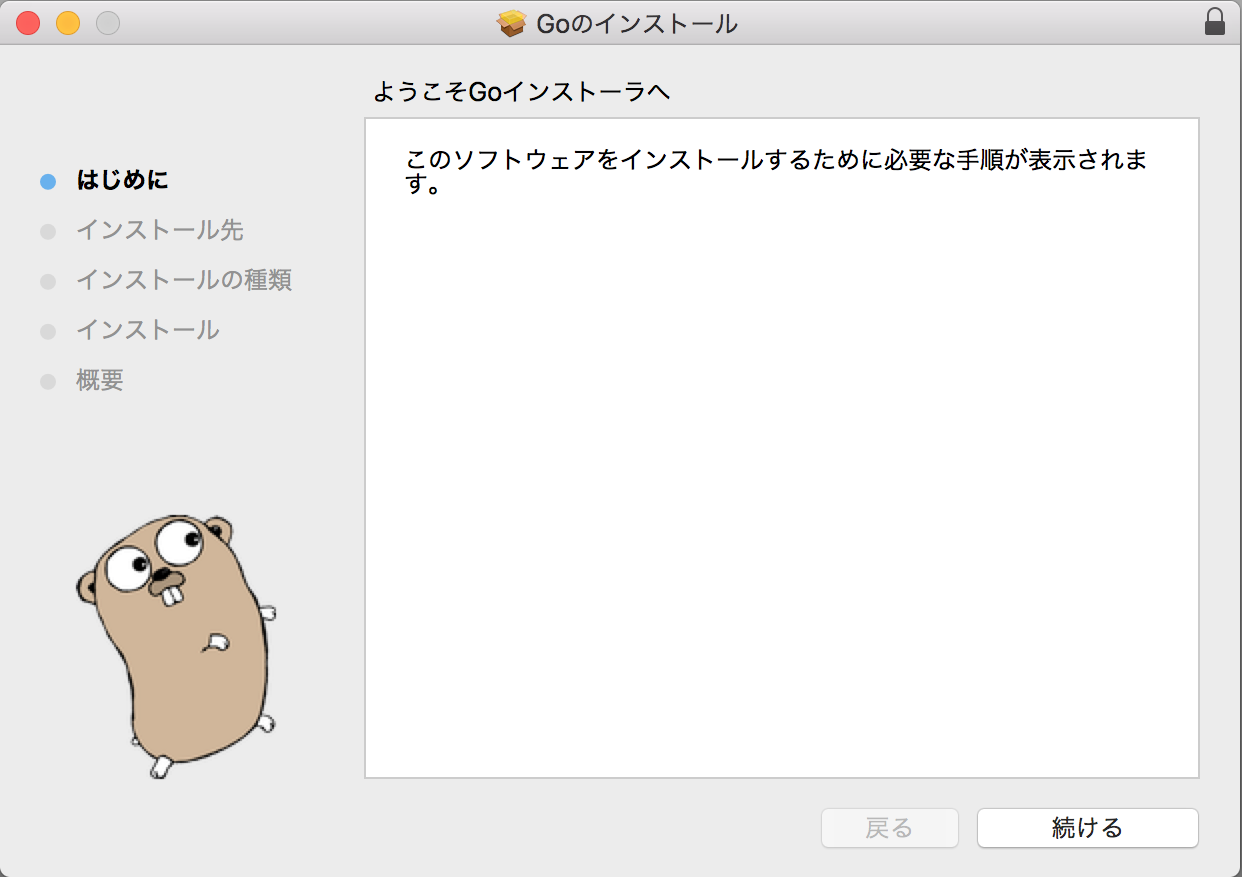 Goのインストール
ようこそGoインストーラへ
はじめに
インストール先
インストールの種類
インストール
概要
このソフトウェアをインストールするために必要な手順が表示されま
す。
戻る
続ける